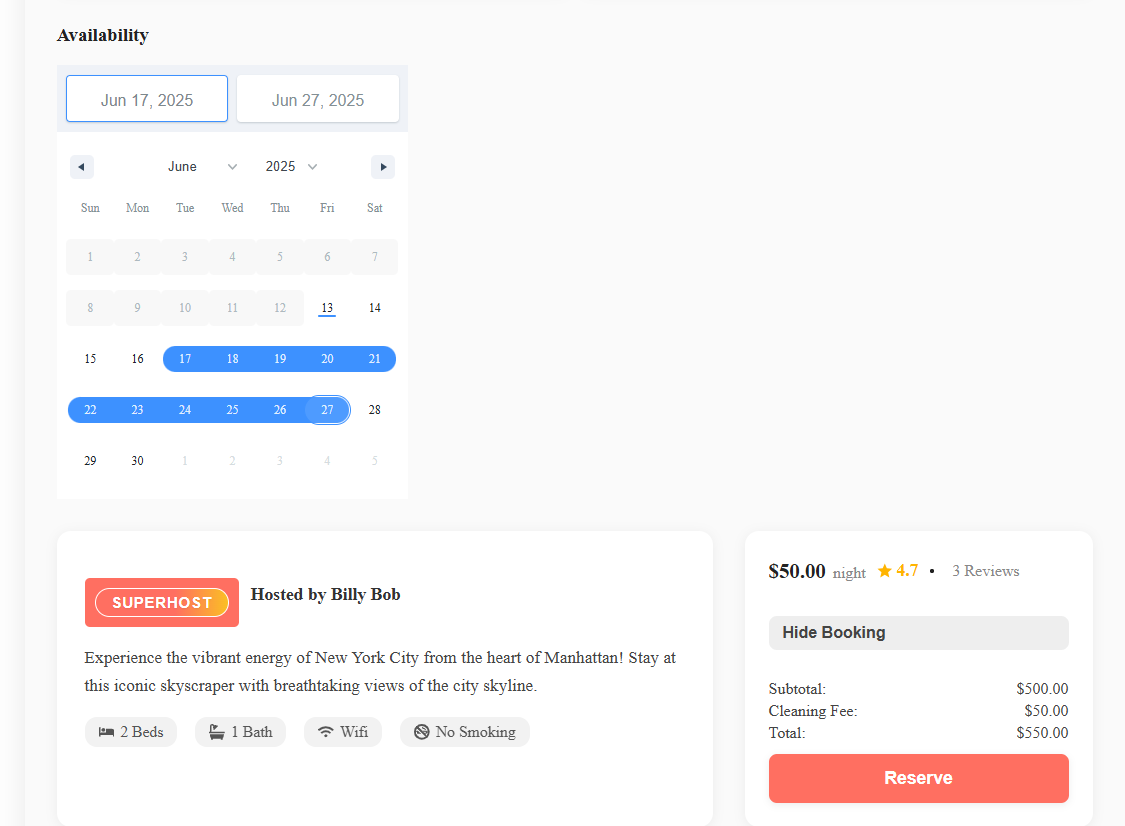 Availability
Jun 17, 2025 Jun 27, 2025
June 2025
Sun Mon Tue Wed Thu Fri Sat
1 2 3 4 5 6 7
8 9 10 11 12 13 14
15 16 17 18 19 20 21
22 23 24 25 26 27 28
29 30 1 2 3 4 5
SUPERHOST Hosted by Billy Bob
Experience the vibrant energy of New York City from the heart of Manhattan! Stay at
this iconic skyscraper with breathtaking views of the city skyline.
2 Beds 1 Bath Wifi No Smoking
$50.00 night 4.7 • 3 Reviews
Hide Booking
Subtotal: $500.00
Cleaning Fee: $50.00
Total: $550.00
Reserve